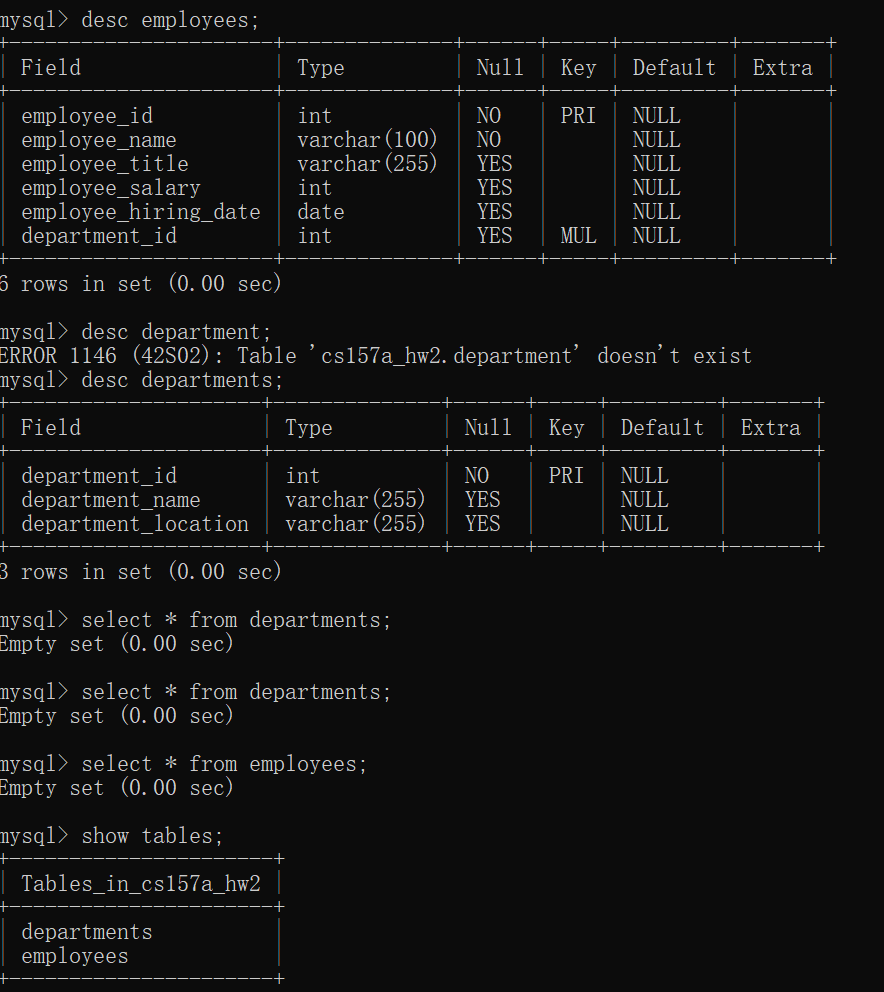 mysql> desc employees;
+----------------------+--------------+------+-----+---------+-------+
| Field                | Type         | Null | Key | Default | Extra |
+----------------------+--------------+------+-----+---------+-------+
| employee_id          | int          | NO   | PRI | NULL    |       |
| employee_name        | varchar(100) | NO   |     | NULL    |       |
| employee_title       | varchar(255) | YES  |     | NULL    |       |
| employee_salary      | int          | YES  |     | NULL    |       |
| employee_hiring_date | date         | YES  |     | NULL    |       |
| department_id        | int          | YES  | MUL | NULL    |       |
+----------------------+--------------+------+-----+---------+-------+
6 rows in set (0.00 sec)

mysql> desc department;
ERROR 1146 (42S02): Table 'cs157a_hw2.department' doesn't exist
mysql> desc departments;
+---------------------+--------------+------+-----+---------+-------+
| Field               | Type         | Null | Key | Default | Extra |
+---------------------+--------------+------+-----+---------+-------+
| department_id       | int          | NO   | PRI | NULL    |       |
| department_name     | varchar(255) | YES  |     | NULL    |       |
| department_location | varchar(255) | YES  |     | NULL    |       |
+---------------------+--------------+------+-----+---------+-------+
3 rows in set (0.00 sec)

mysql> select * from departments;
Empty set (0.00 sec)

mysql> select * from departments;
Empty set (0.00 sec)

mysql> select * from employees;
Empty set (0.00 sec)

mysql> show tables;
+----------------------+
| Tables_in_cs157a_hw2 |
+----------------------+
| departments          |
| employees            |
+----------------------+